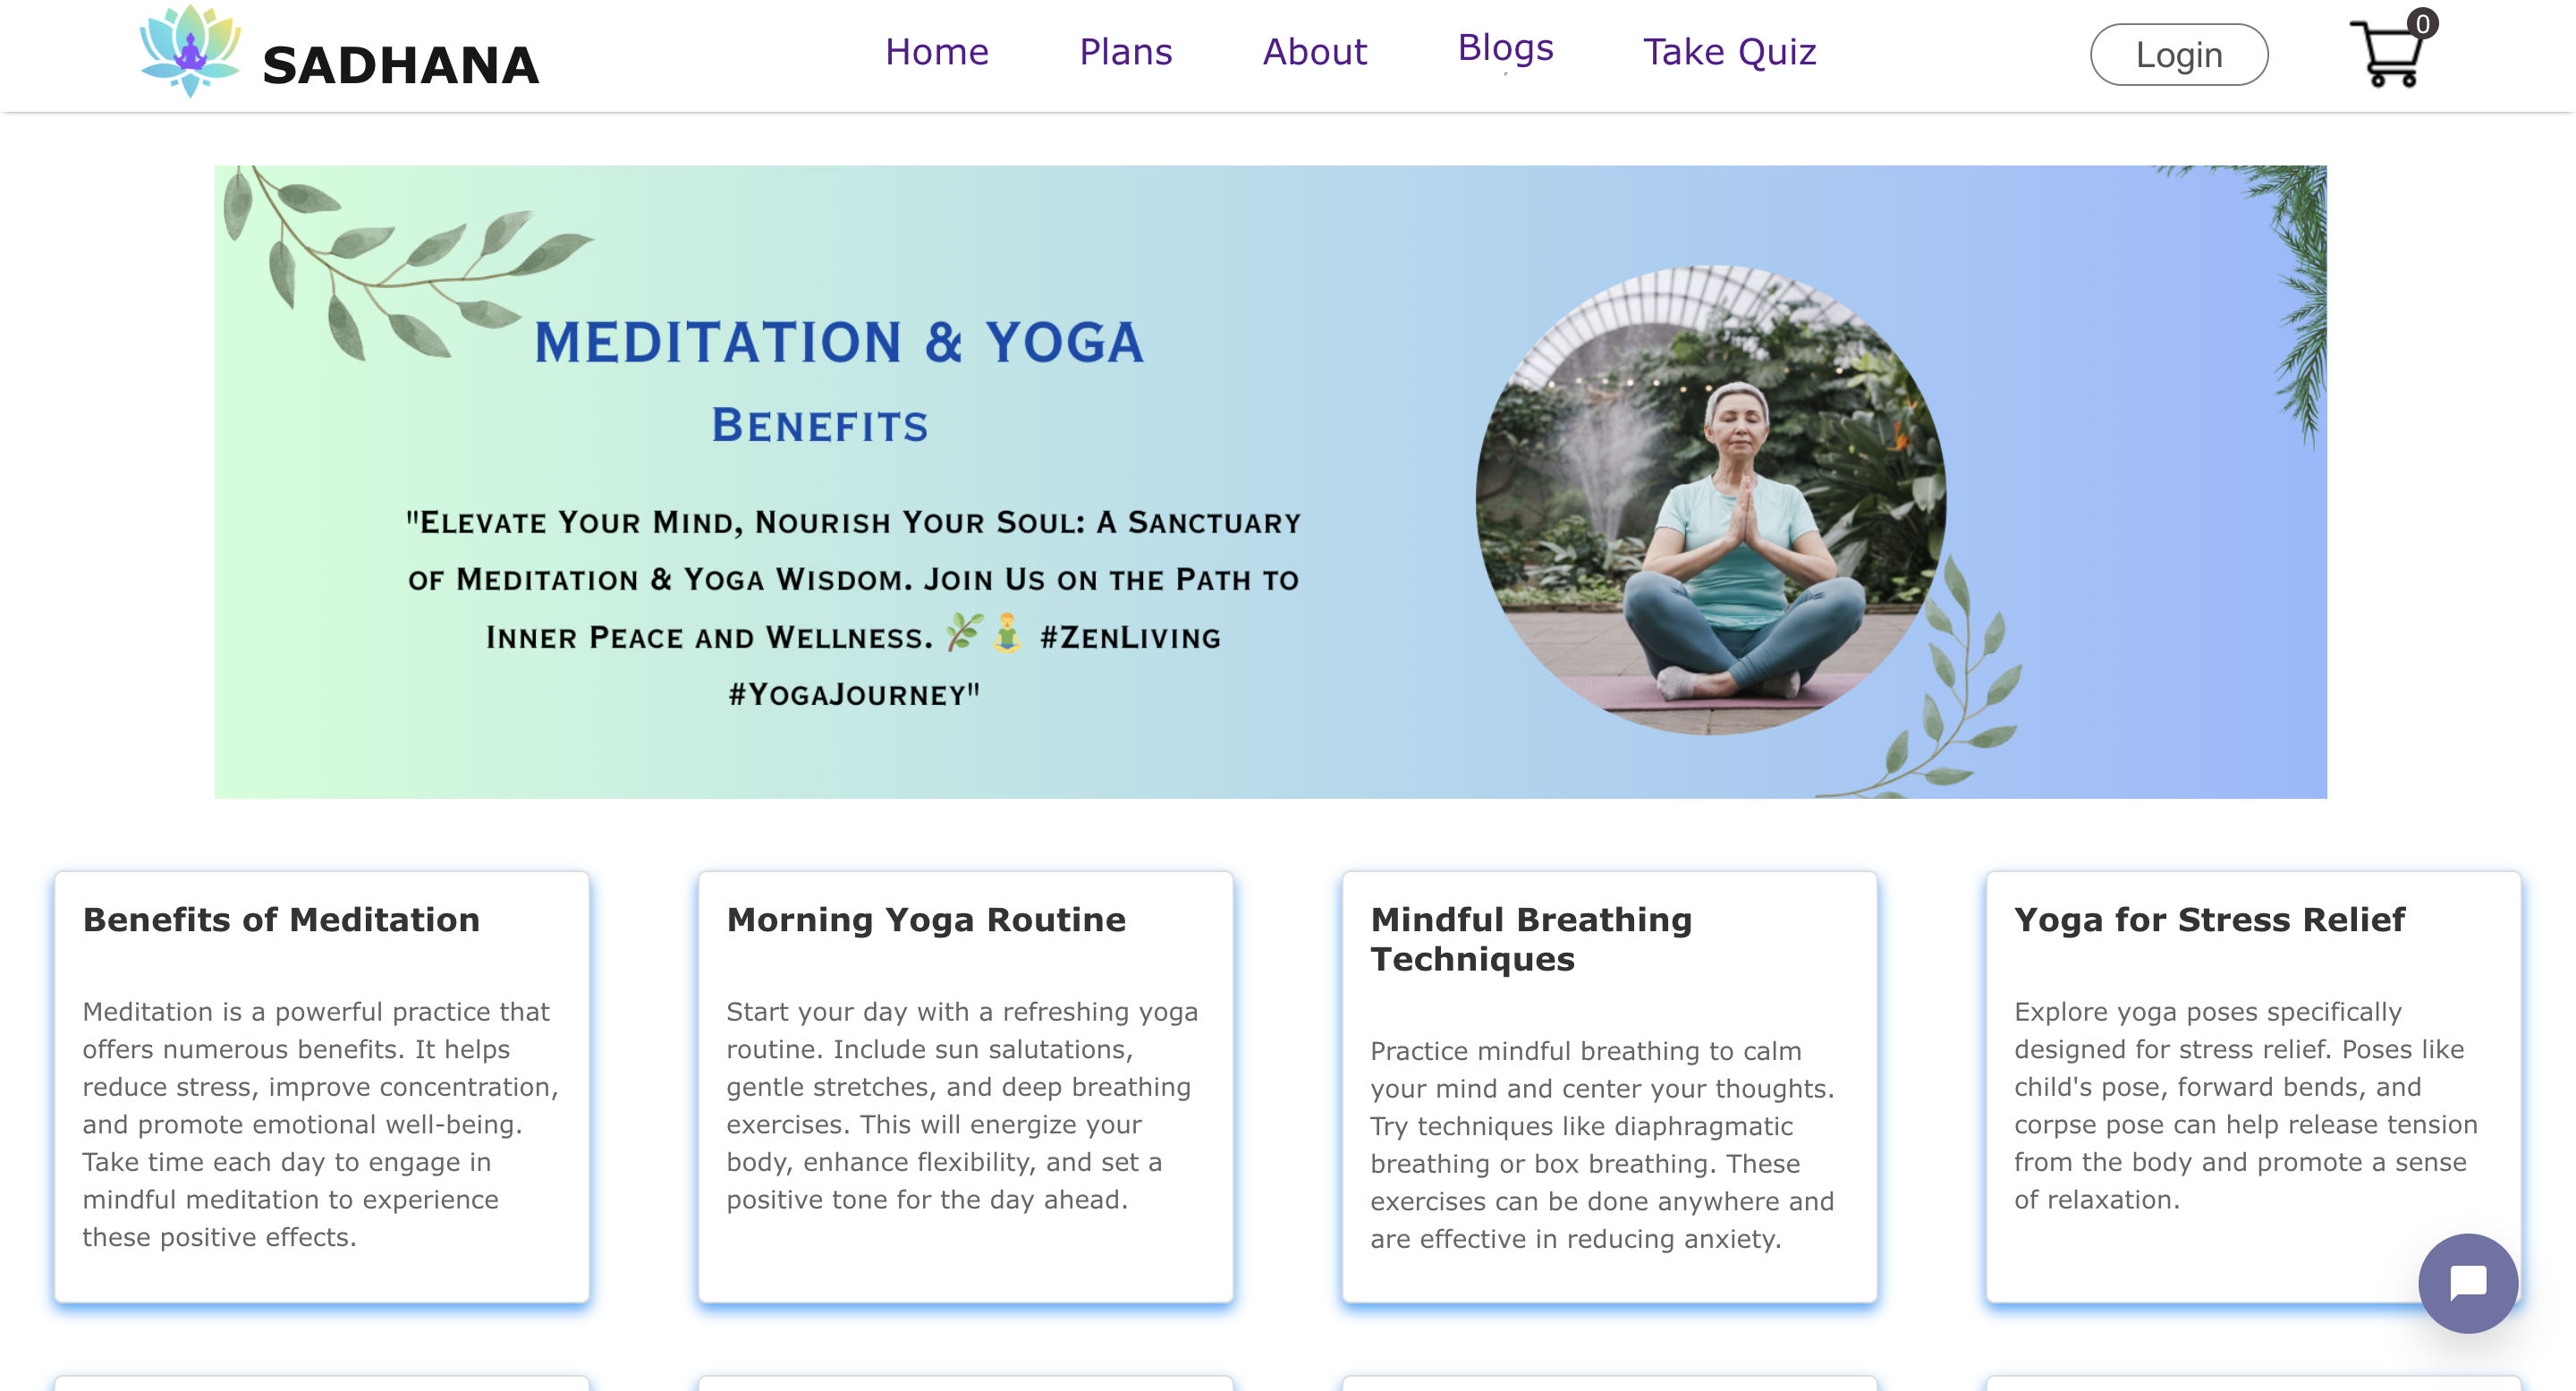 SADHANA
Home
Plans
About
Blogs
Take Quiz
Login
0
MEDITATION & YOGA
BENEFITS
"ELEVATE YOUR MIND, NOURISH YOUR SOUL: A SANCTUARY
OF MEDITATION & YOGA WISDOM. JOIN US ON THE PATH TO
INNER PEACE AND WELLNESS. 🌿🧘 #ZENLIVING
#YOGAJOURNEY"
Benefits of Meditation
Meditation is a powerful practice that
offers numerous benefits. It helps
reduce stress, improve concentration,
and promote emotional well-being.
Take time each day to engage in
mindful meditation to experience
these positive effects.
Morning Yoga Routine
Start your day with a refreshing yoga
routine. Include sun salutations,
gentle stretches, and deep breathing
exercises. This will energize your
body, enhance flexibility, and set a
positive tone for the day ahead.
Mindful Breathing
Techniques
Practice mindful breathing to calm
your mind and center your thoughts.
Try techniques like diaphragmatic
breathing or box breathing. These
exercises can be done anywhere and
are effective in reducing anxiety.
Yoga for Stress Relief
Explore yoga poses specifically
designed for stress relief. Poses like
child's pose, forward bends, and
corpse pose can help release tension
from the body and promote a sense
of relaxation.